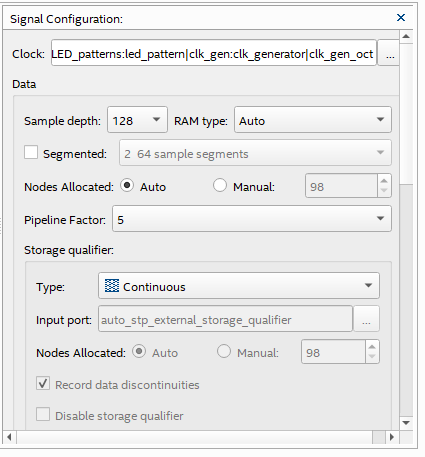 Signal Configuration:
Clock: LED_patterns:led_pattern|clk_gen:clk_generator|clk_gen_oct ...
Data
Sample depth: 128 RAM type: Auto
Segmented: 2 64 sample segments
Nodes Allocated: Auto Manual: 98
Pipeline Factor: 5
Storage qualifier:
Type: Continuous
Input port: auto_stp_external_storage_qualifier ...
Nodes Allocated: Auto Manual: 98
Record data discontinuities
Disable storage qualifier